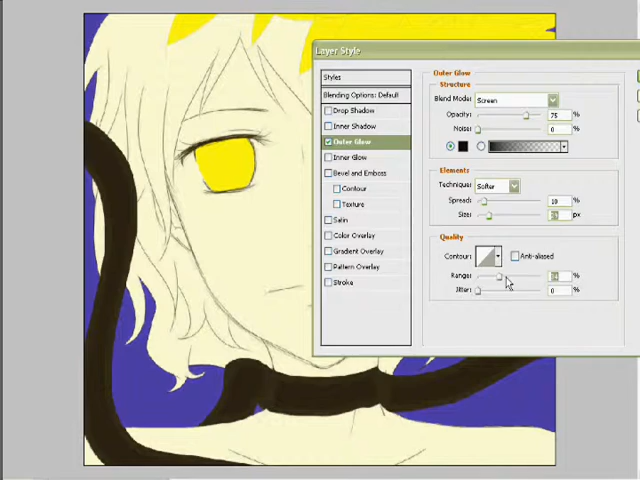 Layer Style
Styles
Blending Options: Default
Drop Shadow
Inner Shadow
Outer Glow
Inner Glow
Bevel and Emboss
Contour
Texture
Satin
Color Overlay
Gradient Overlay
Pattern Overlay
Stroke
Outer Glow
Structure
Blend Mode: Screen
Opacity: 75 %
Noise: 0 %
Elements
Technique: Softer
Spread: 10 %
Size: px
Quality
Contour: Anti-aliased
Range: %
Jitter: 0 %